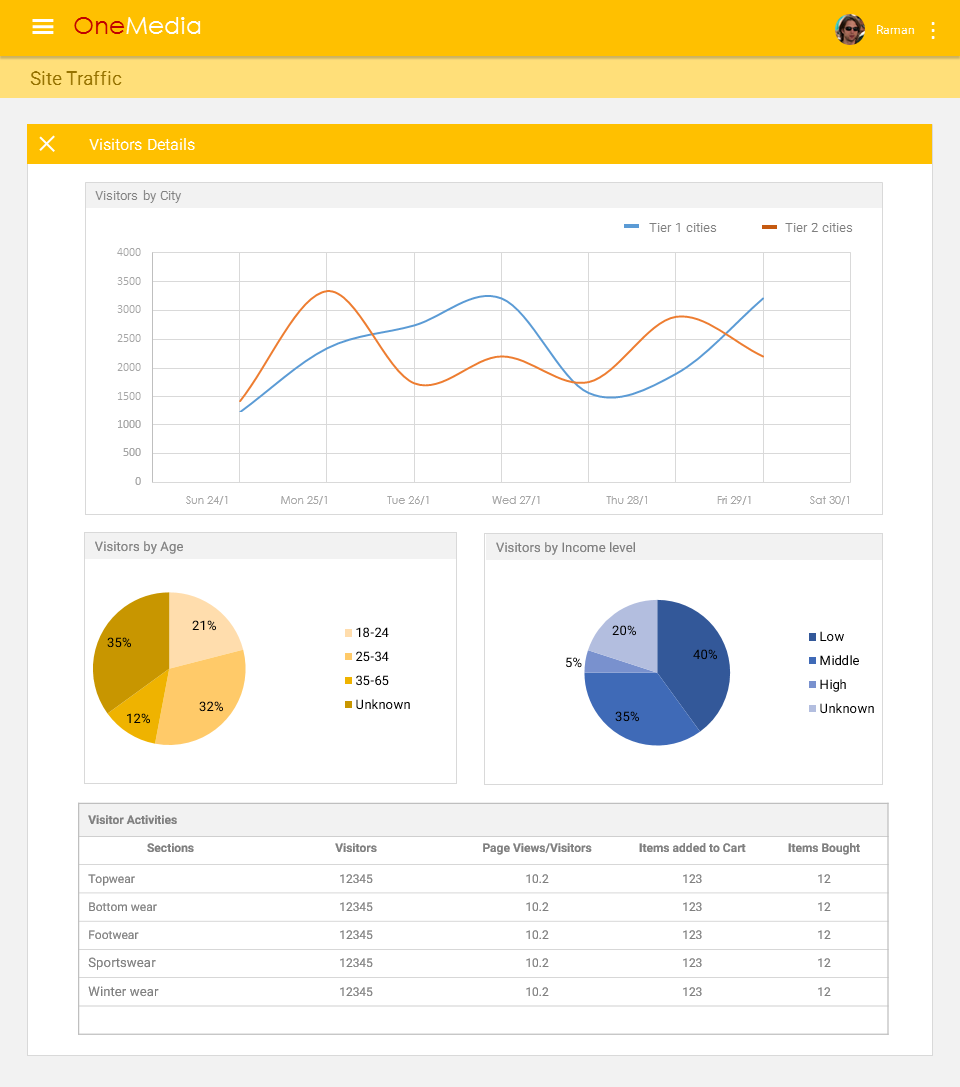 OneMedia
Raman
Site Traffic
Visitors Details
Visitors by City
Tier 1 cities Tier 2 cities
4000
3500
3000
2500
2000
1500
1000
500
0
Sun 24/1 Mon 25/1 Tue 26/1 Wed 27/1 Thu 28/1 Fri 29/1 Sat 30/1
Visitors by Age
21%
32%
12%
35%
18-24
25-34
35-65
Unknown
Visitors by Income level
40%
35%
5%
20%
Low
Middle
High
Unknown
Visitor Activities
Sections Visitors Page Views/Visitors Items added to Cart Items Bought
Topwear 12345 10.2 123 12
Bottom wear 12345 10.2 123 12
Footwear 12345 10.2 123 12
Sportswear 12345 10.2 123 12
Winter wear 12345 10.2 123 12